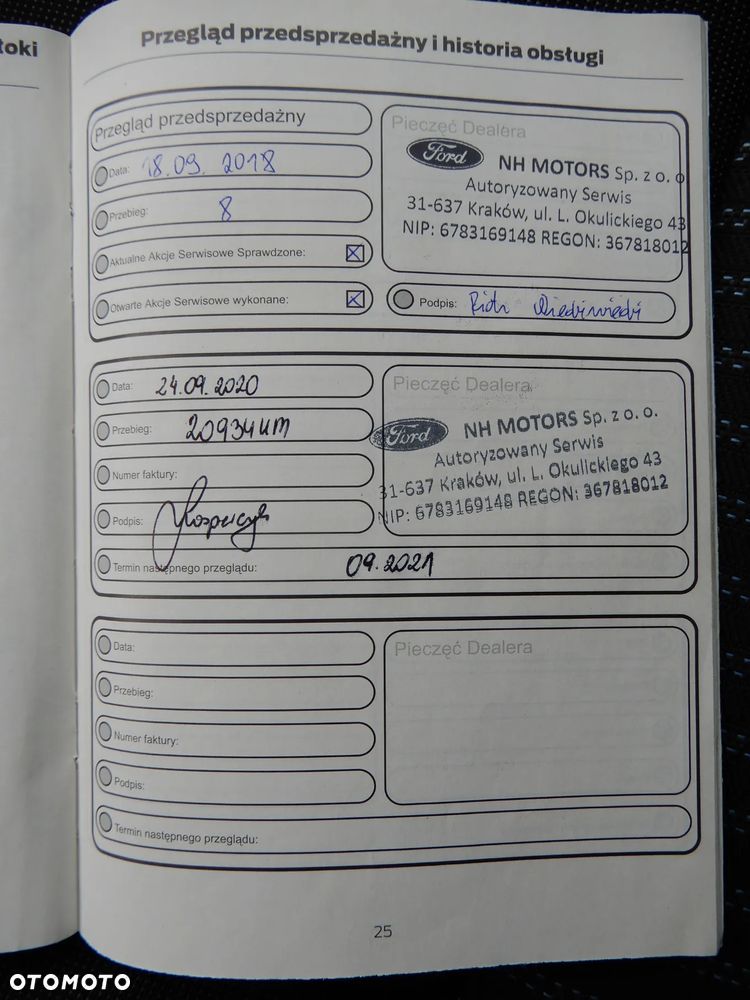 toki
Przegląd przedsprzedażny i historia obsługi
Przegląd przedsprzedażny
Data: 18.09.2018
Przebieg: 8
Aktualne Akcje Serwisowe Sprawdzone:
Otwarte Akcje Serwisowe wykonane:
Pieczęć Dealera
Ford
NH MOTORS Sp. z o. o
Autoryzowany Serwis
31-637 Kraków, ul. L. Okulickiego 43
NIP: 6783169148 REGON: 367818012
Podpis: Piotr
Data: 24.09.2020
Przebieg: 20934KM
Numer faktury:
Podpis:
Pieczęć Dealera
Ford
NH MOTORS Sp. z o. o.
Autoryzowany Serwis
31-637 Kraków, ul. L. Okulickiego 43
NIP: 6783169148 REGON: 367818012
Termin następnego przeglądu: 09.2021
Data:
Przebieg:
Numer faktury:
Podpis:
Pieczęć Dealera
Termin następnego przeglądu:
25
OTOMOTO